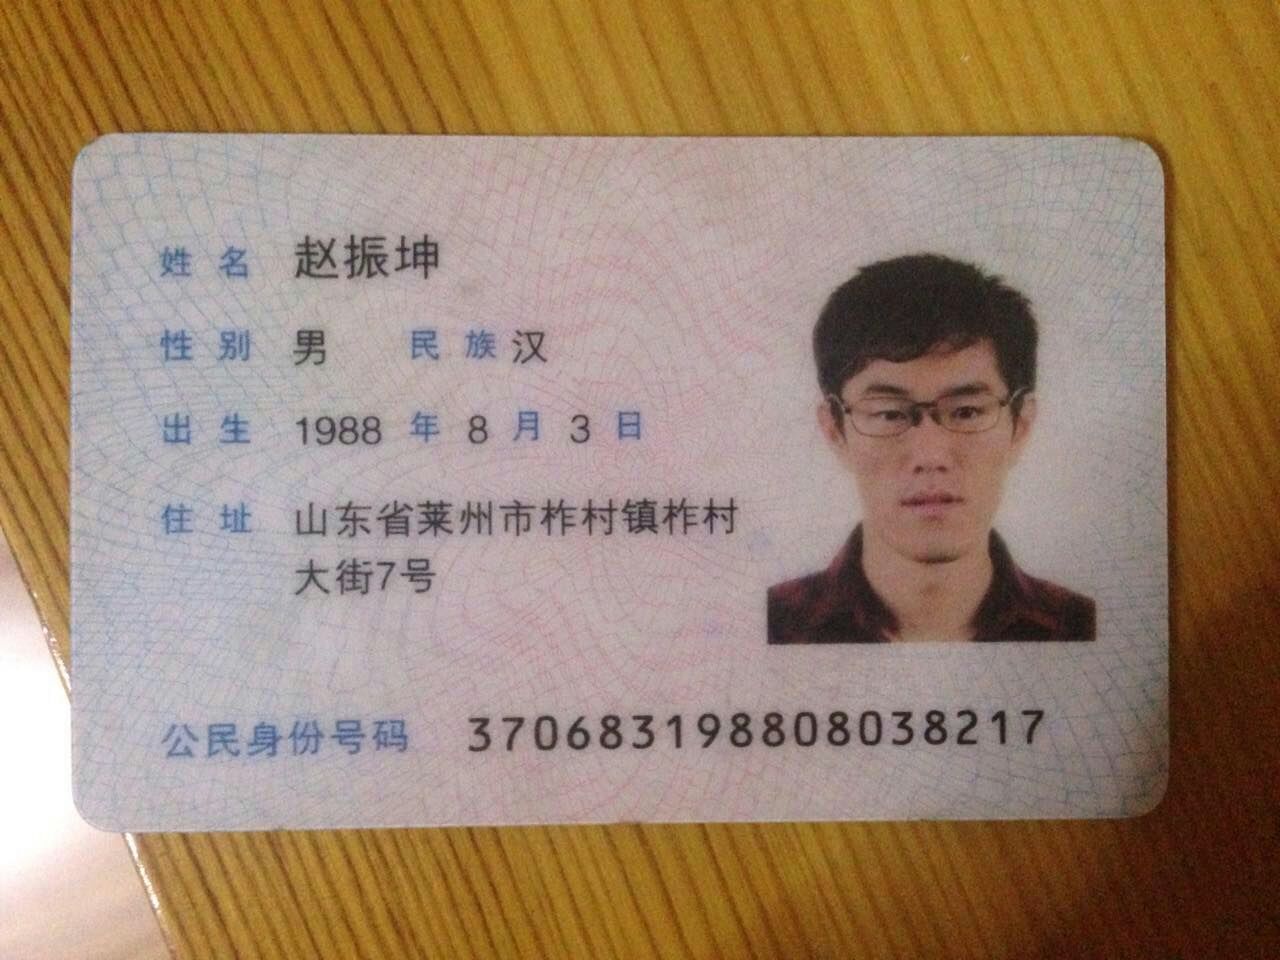 姓名 赵振坤
性别 男 民族 汉
出生 1988 年 8 月 3 日
住址 山东省莱州市柞村镇柞村
大街7号
公民身份号码 370683198808038217